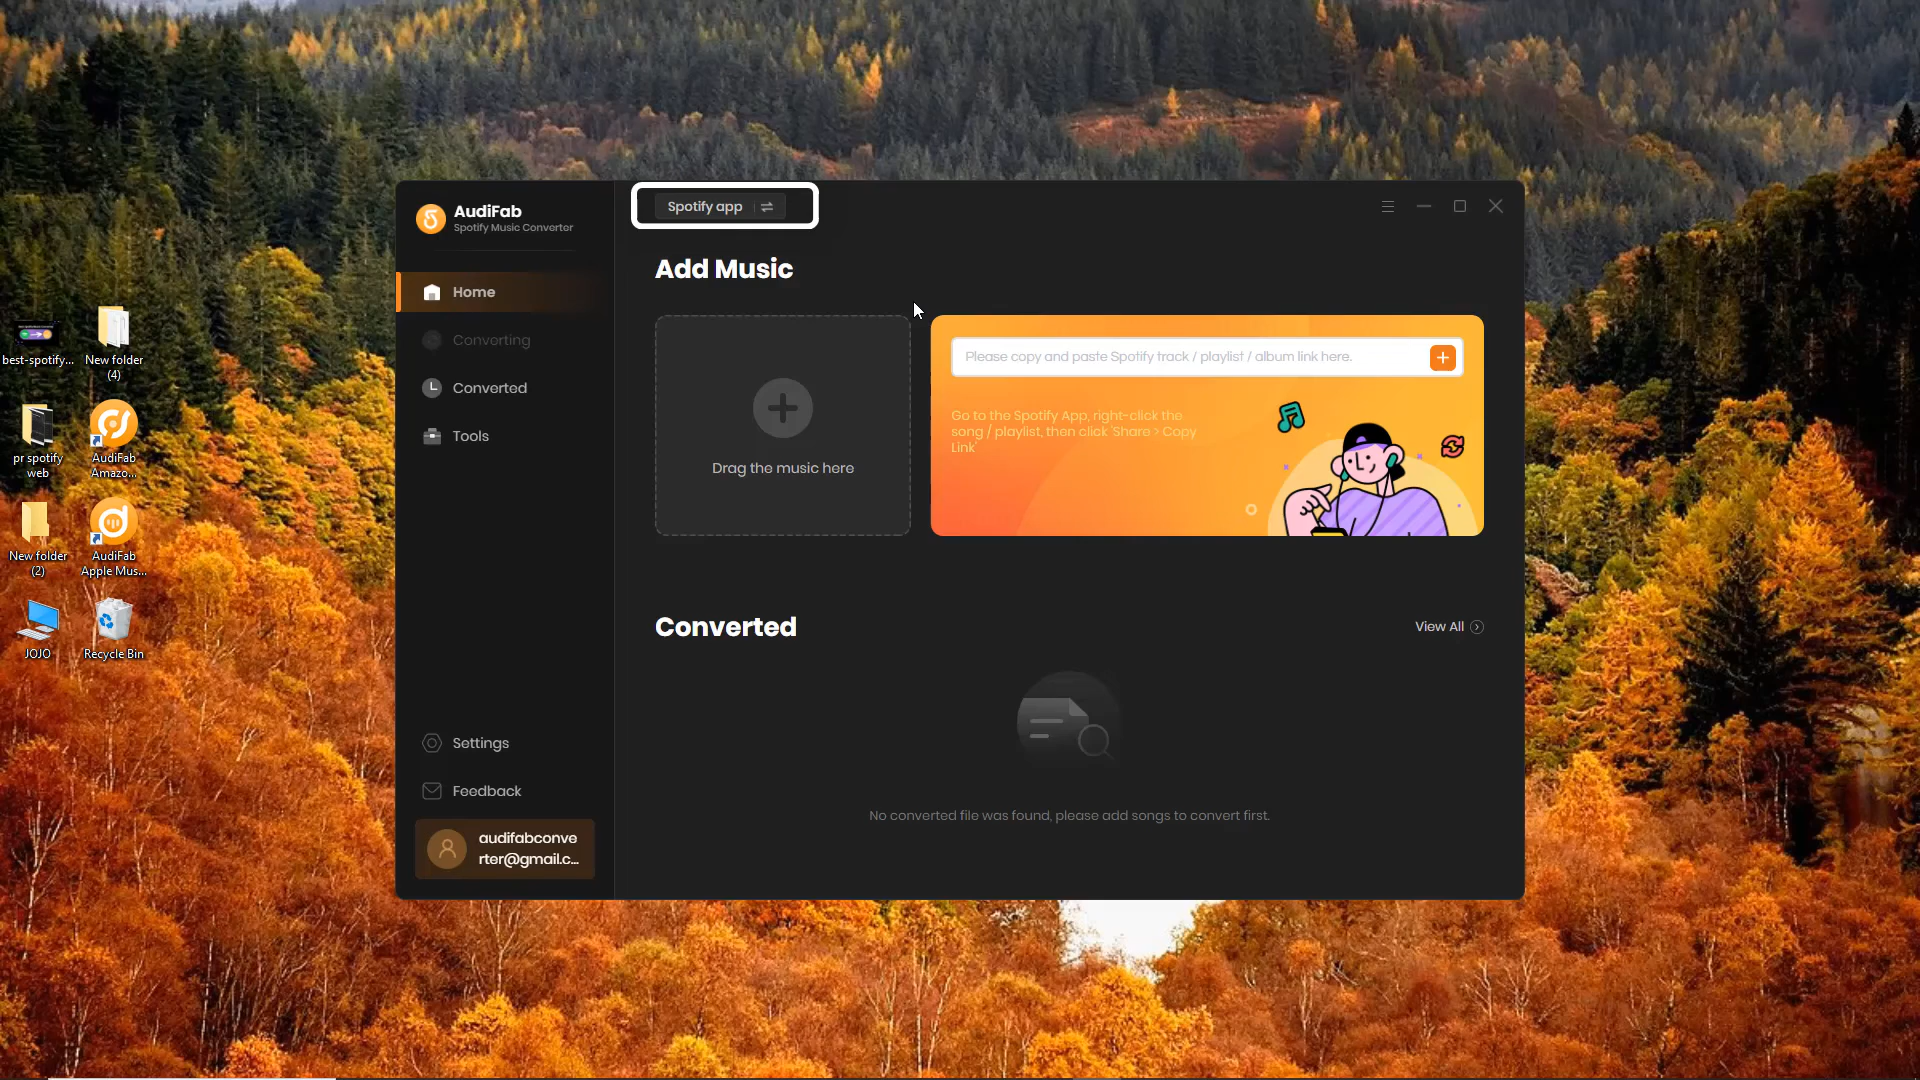 best-spotify...
New folder
(4)
pr spotify
web
AudiFab
Amazo...
New folder
(2)
AudiFab
Apple Mus...
JOJO
Recycle Bin
AudiFab
Spotify Music Converter
Home
Converting
Converted
Tools
Settings
Feedback
audifabconve
rter@gmail.c...
Spotify app
Add Music
Drag the music here
Please copy and paste Spotify track / playlist / album link here.
Go to the Spotify App, right-click the
song / playlist, then click 'Share > Copy
Link'
Converted
View All
No converted file was found, please add songs to convert first.